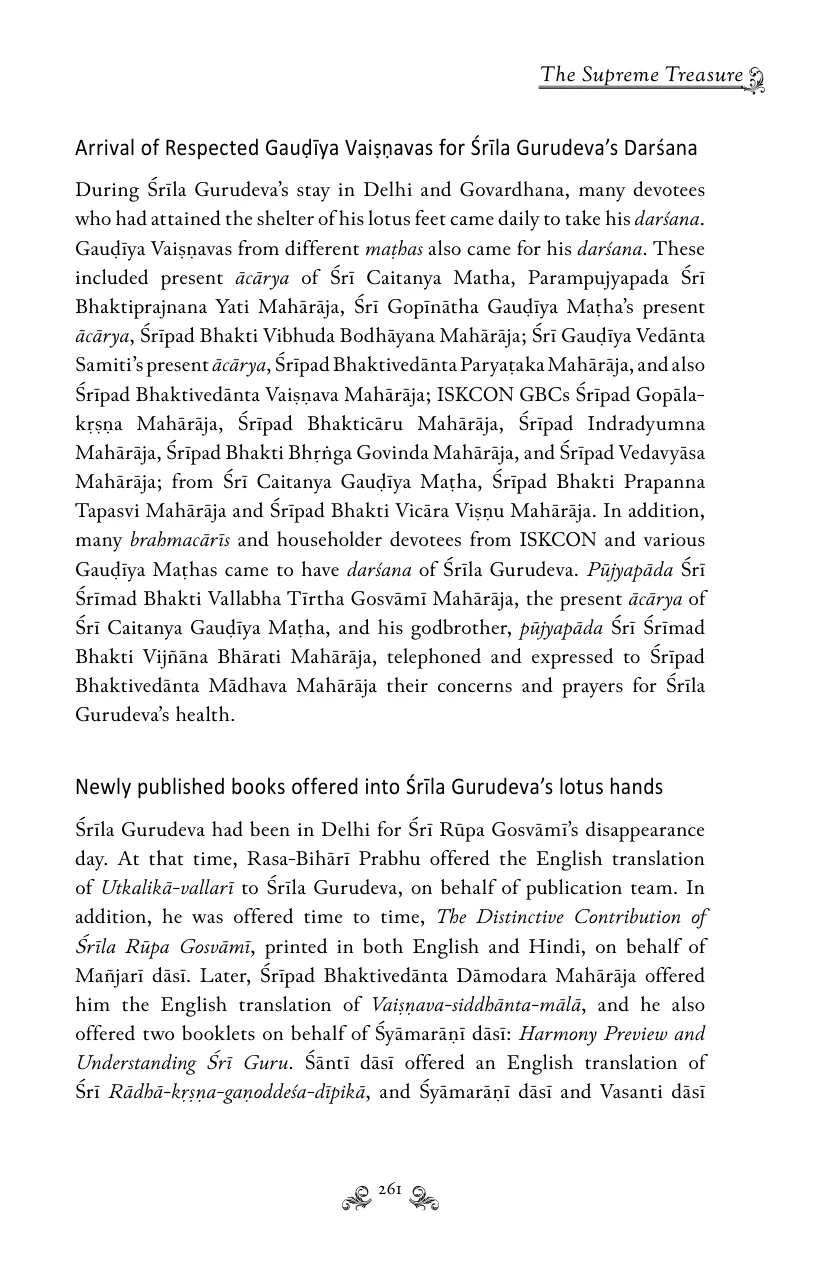 The Supreme Treasure
Arrival of Respected Gauḍīya Vaiṣṇavas for Śrīla Gurudeva’s Darśana
During Śrīla Gurudeva’s stay in Delhi and Govardhana, many devotees
who had attained the shelter of his lotus feet came daily to take his darśana.
Gauḍīya Vaiṣṇavas from different maṭhas also came for his darśana. These
included present ācārya of Śrī Caitanya Matha, Parampujyapada Śrī
Bhaktiprajnana Yati Mahārāja, Śrī Gopīnātha Gauḍīya Maṭha’s present
ācārya, Śrīpad Bhakti Vibhuda Bodhāyana Mahārāja; Śrī Gauḍīya Vedānta
Samiti’s present ācārya, Śrīpad Bhaktivedānta Paryaṭaka Mahārāja, and also
Śrīpad Bhaktivedānta Vaiṣṇava Mahārāja; ISKCON GBCs Śrīpad Gopāla-
kṛṣṇa Mahārāja, Śrīpad Bhakticāru Mahārāja, Śrīpad Indradyumna
Mahārāja, Śrīpad Bhakti Bhṛṅga Govinda Mahārāja, and Śrīpad Vedavyāsa
Mahārāja; from Śrī Caitanya Gauḍīya Maṭha, Śrīpad Bhakti Prapanna
Tapasvi Mahārāja and Śrīpad Bhakti Vicāra Viṣṇu Mahārāja. In addition,
many brahmacārīs and householder devotees from ISKCON and various
Gauḍīya Maṭhas came to have darśana of Śrīla Gurudeva. Pūjyapāda Śrī
Śrīmad Bhakti Vallabha Tīrtha Gosvāmī Mahārāja, the present ācārya of
Śrī Caitanya Gauḍīya Maṭha, and his godbrother, pūjyapāda Śrī Śrīmad
Bhakti Vijñāna Bhārati Mahārāja, telephoned and expressed to Śrīpad
Bhaktivedānta Mādhava Mahārāja their concerns and prayers for Śrīla
Gurudeva’s health.
Newly published books offered into Śrīla Gurudeva’s lotus hands
Śrīla Gurudeva had been in Delhi for Śrī Rūpa Gosvāmī’s disappearance
day. At that time, Rasa-Bihārī Prabhu offered the English translation
of Utkalikā-vallarī to Śrīla Gurudeva, on behalf of publication team. In
addition, he was offered time to time, The Distinctive Contribution of
Śrīla Rūpa Gosvāmī, printed in both English and Hindi, on behalf of
Mañjarī dāsī. Later, Śrīpad Bhaktivedānta Dāmodara Mahārāja offered
him the English translation of Vaiṣṇava-siddhānta-mālā, and he also
offered two booklets on behalf of Śyāmarāṇī dāsī: Harmony Preview and
Understanding Śrī Guru. Śāntī dāsī offered an English translation of
Śrī Rādhā-kṛṣṇa-gaṇoddeśa-dīpikā, and Śyāmarāṇī dāsī and Vasanti dāsī
261